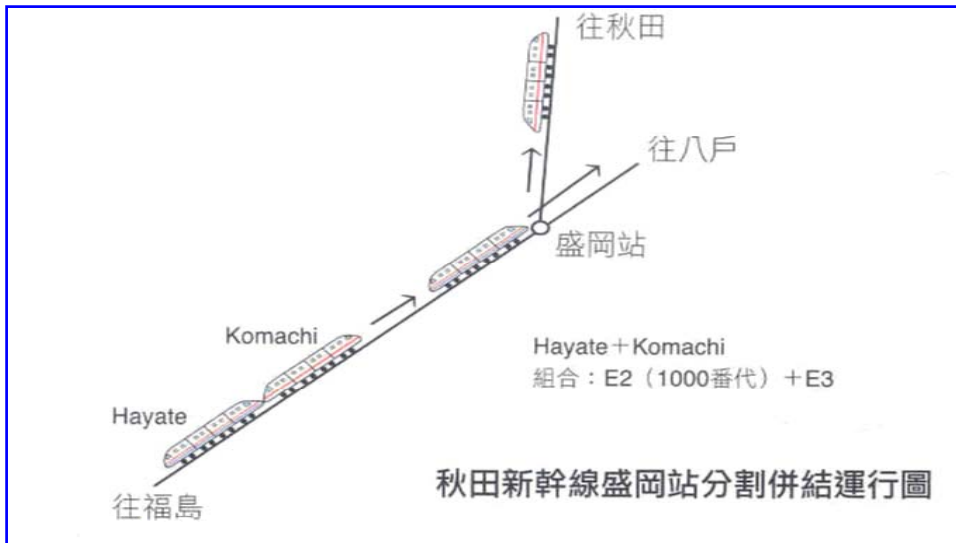 往秋田
往八戶
盛岡站
Komachi
Hayate＋Komachi
組合：E2（1000番代）＋E3
Hayate
秋田新幹線盛岡站分割併結運行圖
往福島